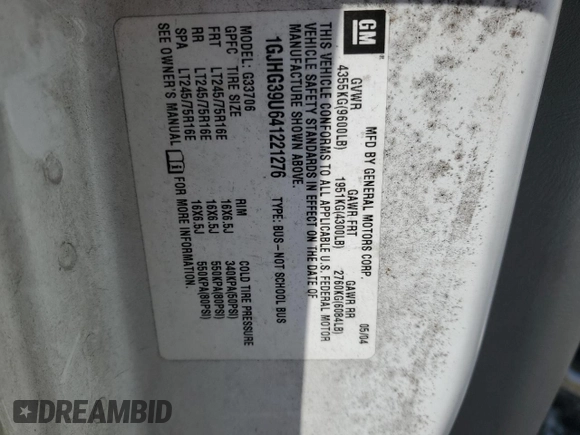 GM
MFD BY GENERAL MOTORS CORP. 05/04
GVWR GAWR FRT GAWR RR
4355KG(9600LB) 1951KG(4300LB) 2760KG(6084LB)
THIS VEHICLE CONFORMS TO ALL APPLICABLE U.S. FEDERAL MOTOR
VEHICLE SAFETY STANDARDS IN EFFECT ON THE DATE OF
MANUFACTURE SHOWN ABOVE.
1GJHG39U641221276 TYPE: BUS-NOT SCHOOL BUS
MODEL: G33706
GPFC TIRE SIZE RIM COLD TIRE PRESSURE
FRT LT245/75R16E 16X6.5J 340KPA(50PSI)
RR LT245/75R16E 16X6.5J 550KPA(80PSI)
SPA LT245/75R16E 16X6.5J 550KPA(80PSI)
SEE OWNER'S MANUAL FOR MORE INFORMATION.
DREAMBID